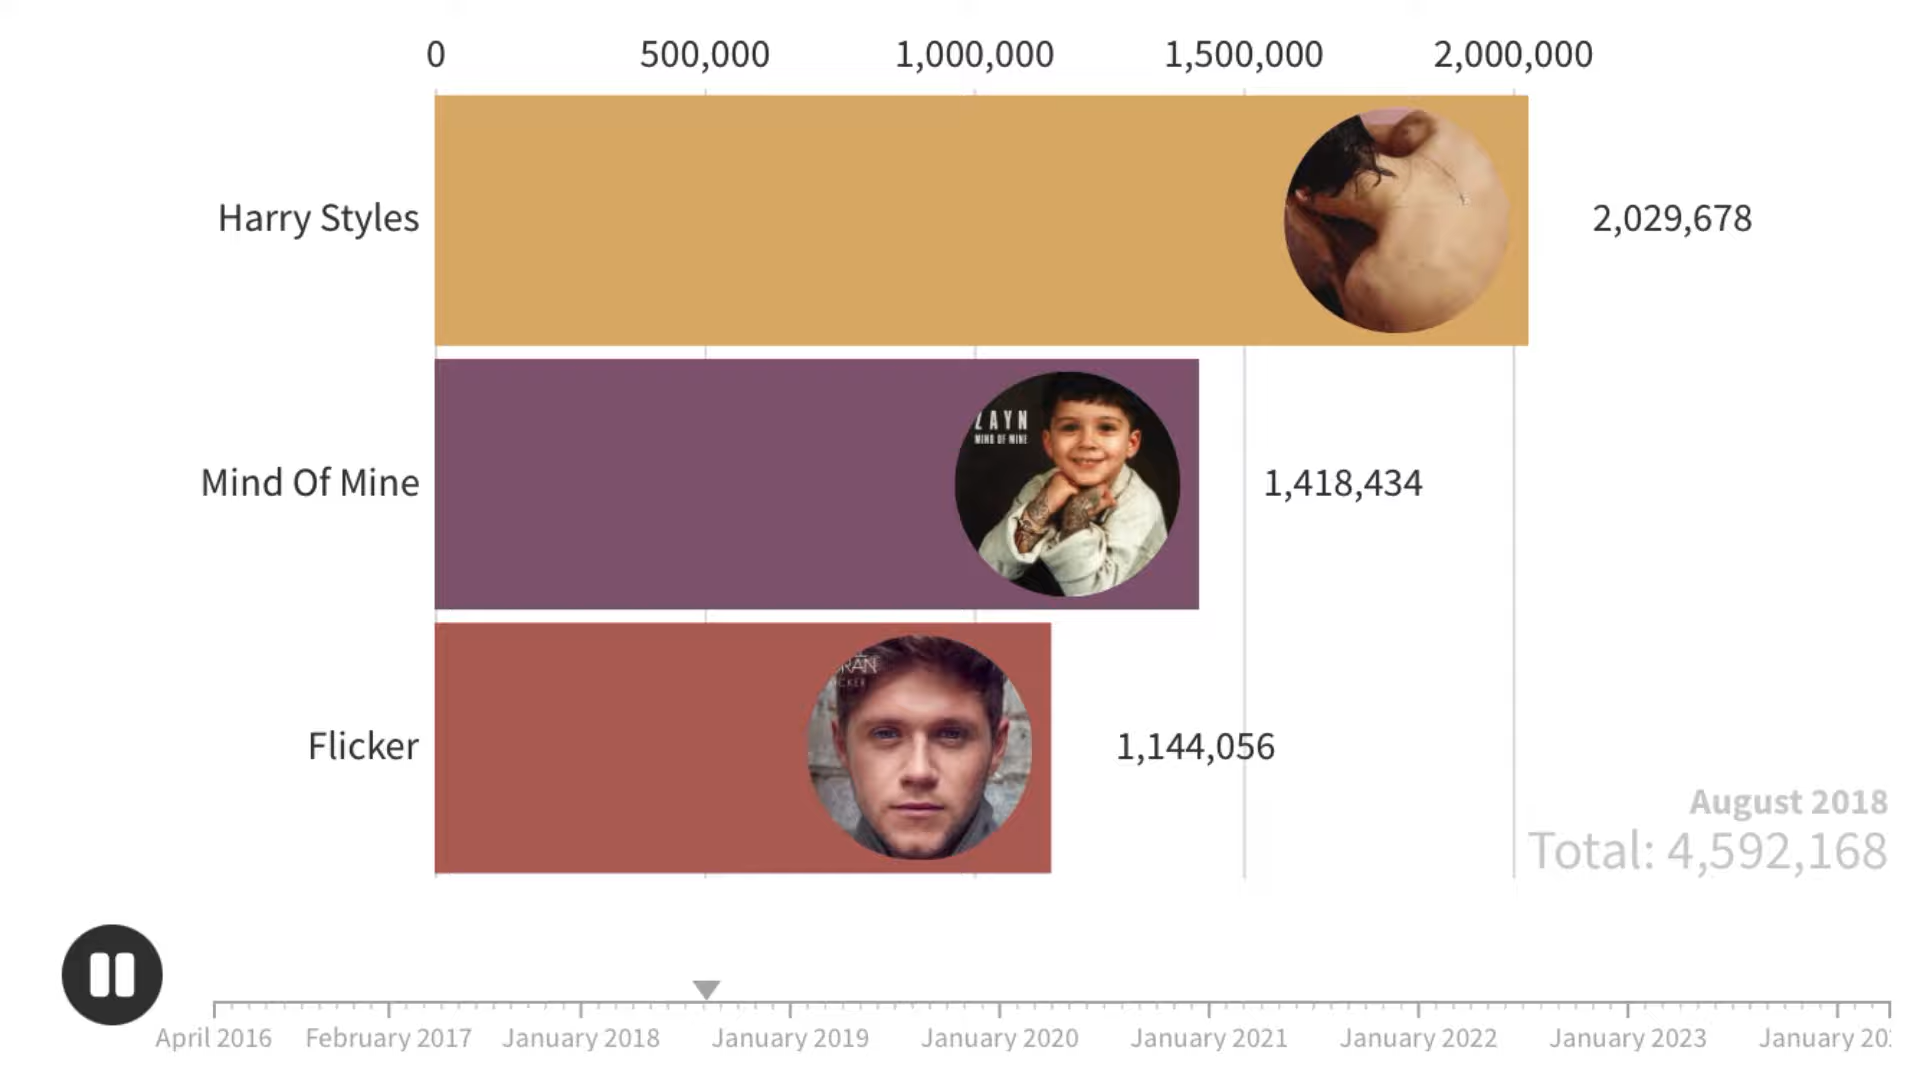 0 500,000 1,000,000 1,500,000 2,000,000
Harry Styles 2,029,678
ZAYN
MIND OF MINE
Mind Of Mine 1,418,434
Flicker 1,144,056
August 2018
Total: 4,592,168
April 2016 February 2017 January 2018 January 2019 January 2020 January 2021 January 2022 January 2023 January 20